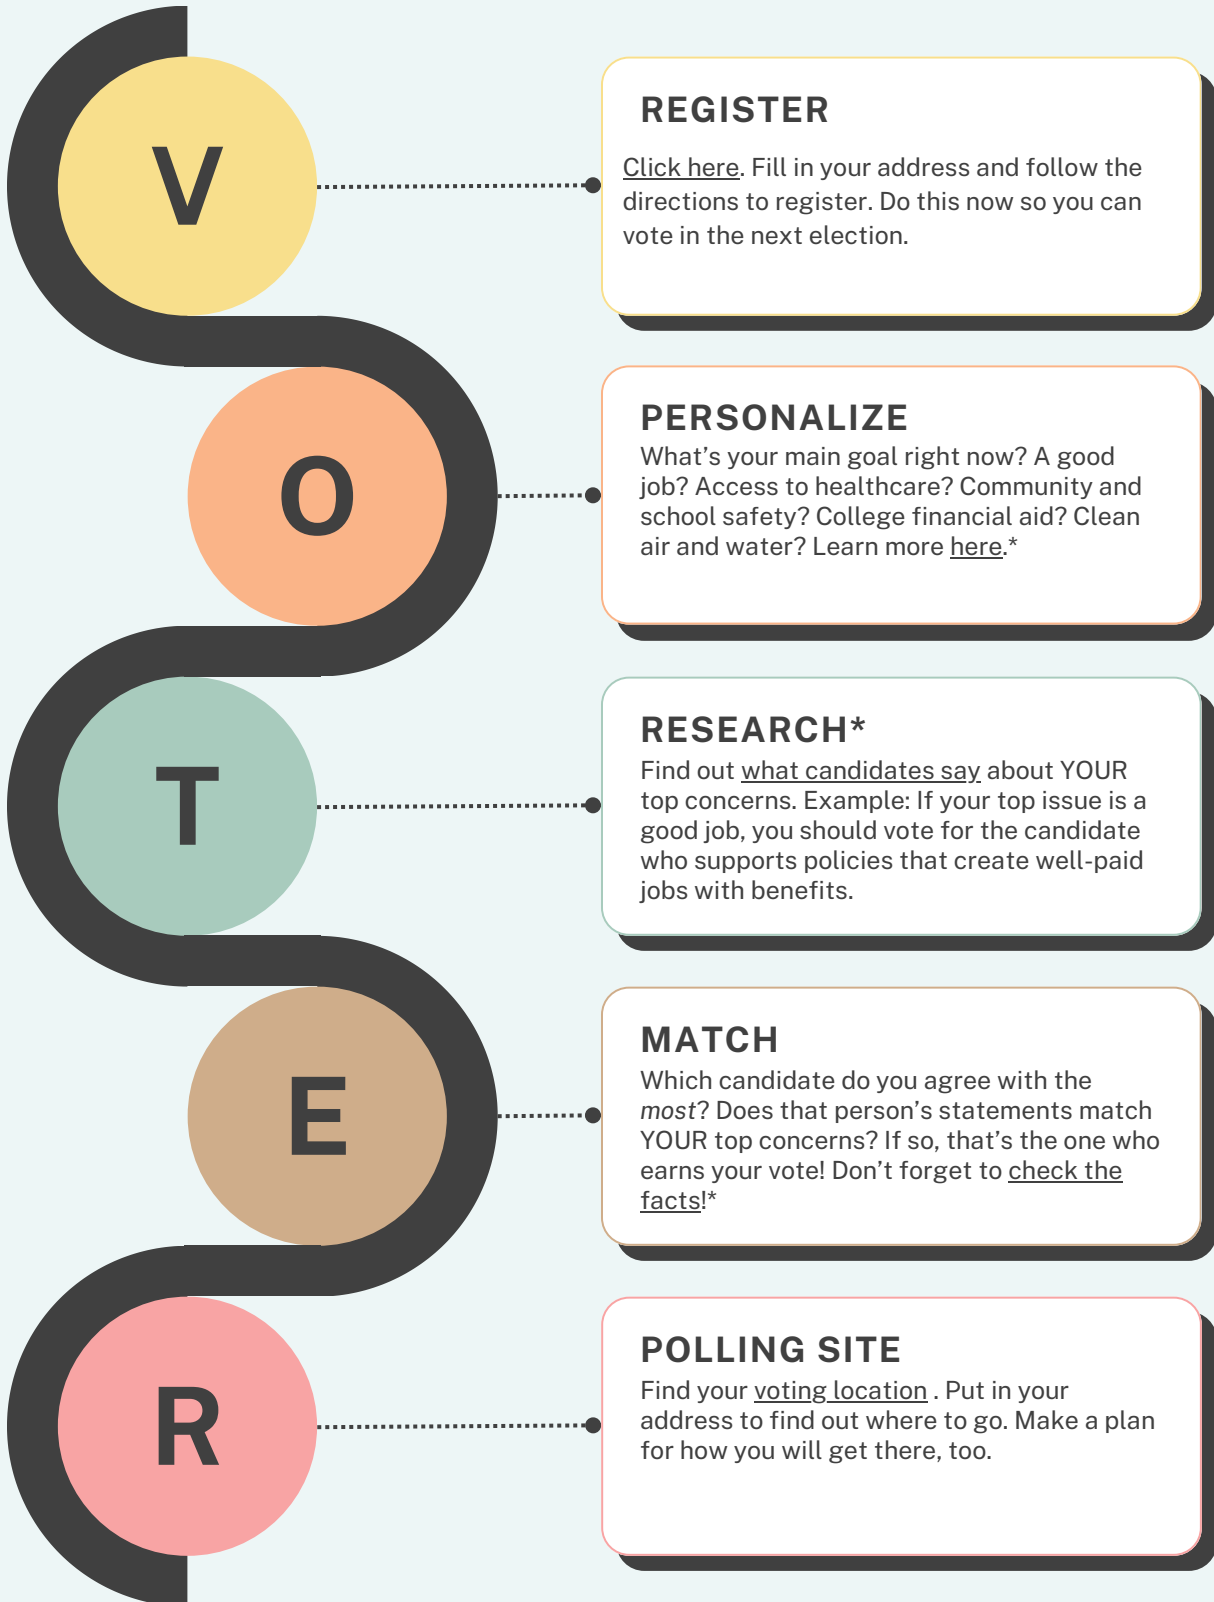 V
REGISTER
Click here. Fill in your address and follow the
directions to register. Do this now so you can
vote in the next election.
O
PERSONALIZE
What’s your main goal right now? A good
job? Access to healthcare? Community and
school safety? College financial aid? Clean
air and water? Learn more here.*
T
RESEARCH*
Find out what candidates say about YOUR
top concerns. Example: If your top issue is a
good job, you should vote for the candidate
who supports policies that create well-paid
jobs with benefits.
E
MATCH
Which candidate do you agree with the
most? Does that person’s statements match
YOUR top concerns? If so, that’s the one who
earns your vote! Don’t forget to check the
facts!*
R
POLLING SITE
Find your voting location . Put in your
address to find out where to go. Make a plan
for how you will get there, too.